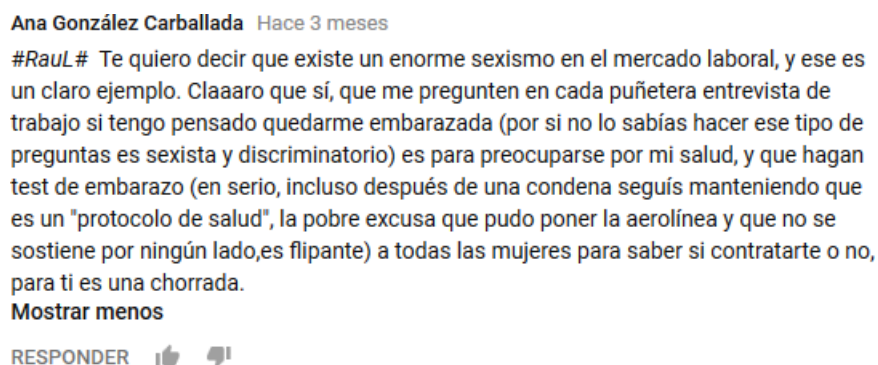 Ana González Carballada Hace 3 meses
#RauL# Te quiero decir que existe un enorme sexismo en el mercado laboral, y ese es
un claro ejemplo. Claaaro que sí, que me pregunten en cada puñetera entrevista de
trabajo si tengo pensado quedarme embarazada (por si no lo sabías hacer ese tipo de
preguntas es sexista y discriminatorio) es para preocuparse por mi salud, y que hagan
test de embarazo (en serio, incluso después de una condena seguís manteniendo que
es un "protocolo de salud", la pobre excusa que pudo poner la aerolínea y que no se
sostiene por ningún lado,es flipante) a todas las mujeres para saber si contratarte o no,
para ti es una chorrada.
Mostrar menos
RESPONDER